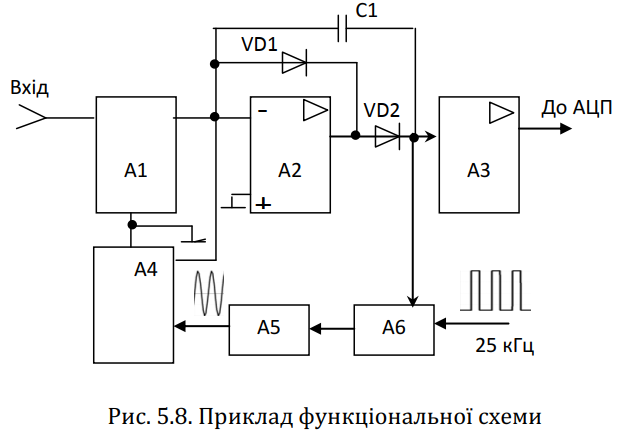 C1
VD1
Вхід
VD2
До АЦП
–
+
A1
A2
A3
A4
A5
A6
25 кГц
Рис. 5.8. Приклад функціональної схеми